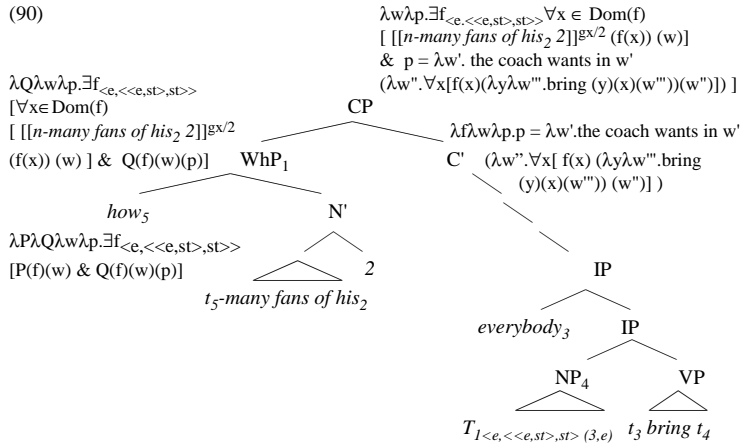 (90)
λwλp.∃f<e.<<e,st>,st>>∀x ∈ Dom(f)
[ [[n-many fans of his2 2]]gx/2 (f(x)) (w)]
& p = λw'. the coach wants in w'
(λw".∀x[f(x)(λyλw'''.bring (y)(x)(w'''))(w")]) ]
λQλwλp.∃f<e,<<e,st>,st>>
[∀x∈Dom(f)
[ [[n-many fans of his2 2]]gx/2
(f(x)) (w) ] & Q(f)(w)(p)]
CP
WhP1
λfλwλp.p = λw'.the coach wants in w'
C' (λw".∀x[ f(x) (λyλw'''.bring
(y)(x)(w''')) (w")] )
how5
N'
λPλQλwλp.∃f<e,<<e,st>,st>>
[P(f)(w) & Q(f)(w)(p)]
2
t5-many fans of his2
IP
everybody3
IP
NP4
VP
T1<e,<<e,st>,st> (3,e)
t3 bring t4